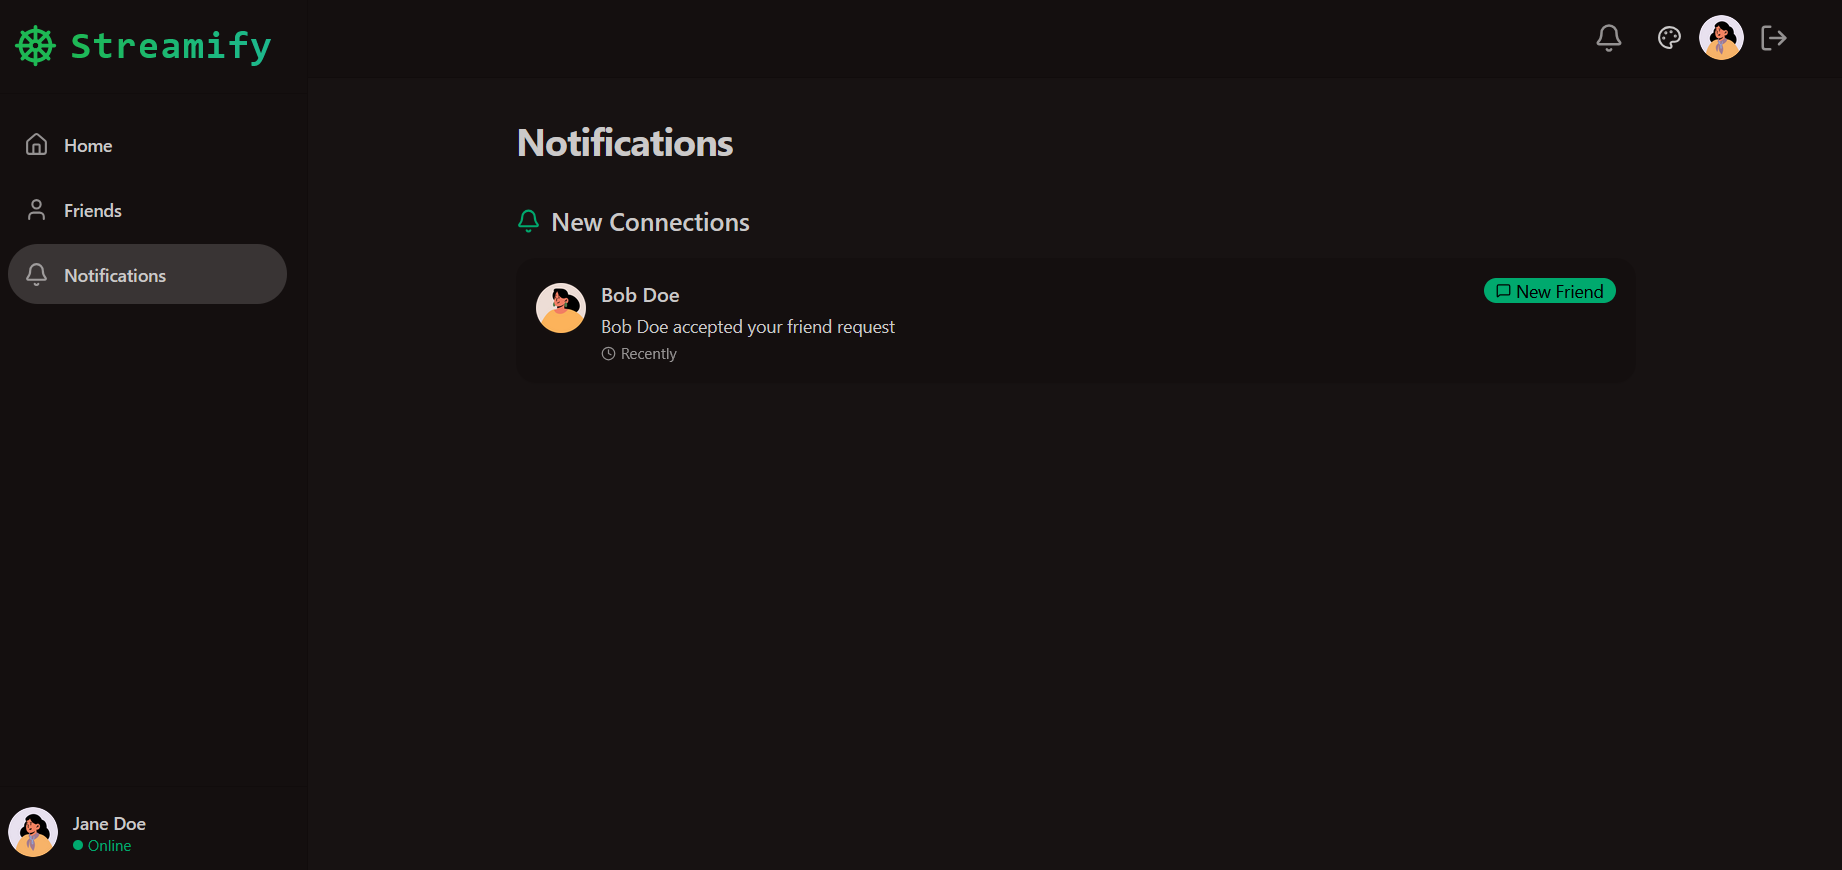 Streamify
Home
Friends
Notifications
Notifications
New Connections
Bob Doe
New Friend
Bob Doe accepted your friend request
Recently
Jane Doe
Online